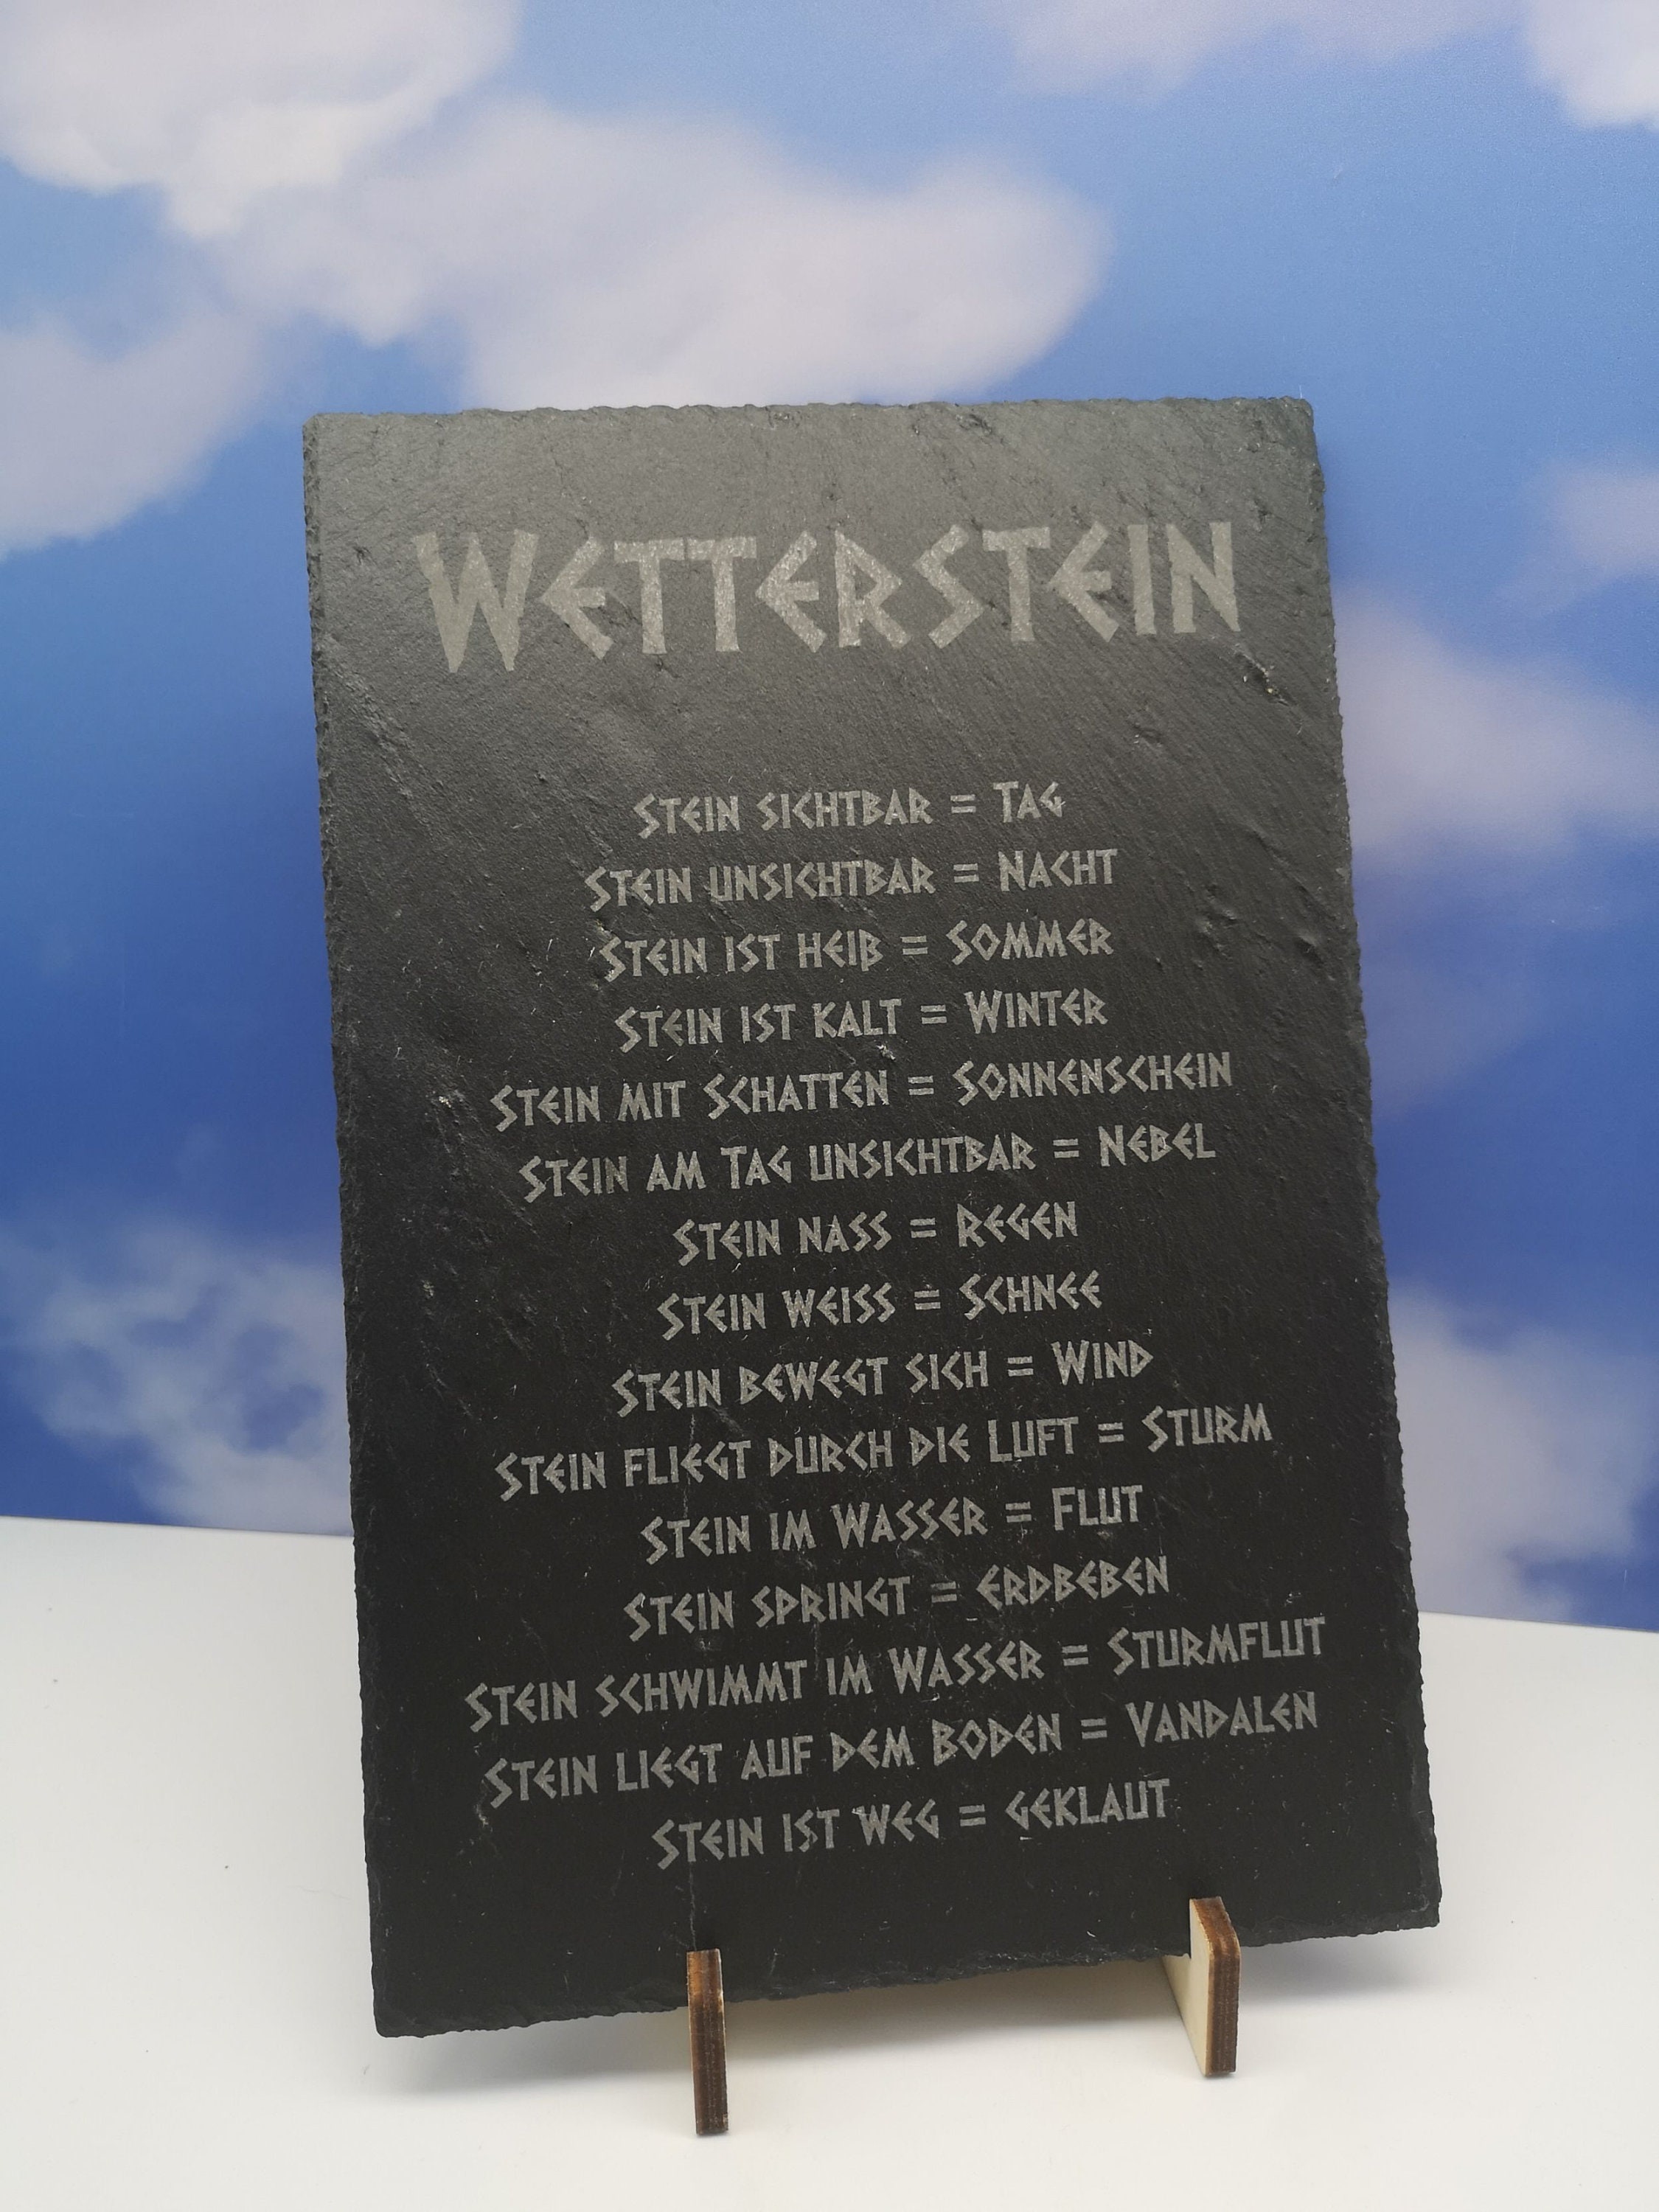 Wetterstein
Stein sichtbar = Tag
Stein unsichtbar = Nacht
Stein ist heiß = Sommer
Stein ist kalt = Winter
Stein mit Schatten = Sonnenschein
Stein am Tag unsichtbar = Nebel
Stein nass = Regen
Stein weiss = Schnee
Stein bewegt sich = Wind
Stein fliegt durch die Luft = Sturm
Stein im Wasser = Flut
Stein springt = Erdbeben
Stein schwimmt im Wasser = Sturmflut
Stein liegt auf dem Boden = Vandalen
Stein ist weg = geklaut